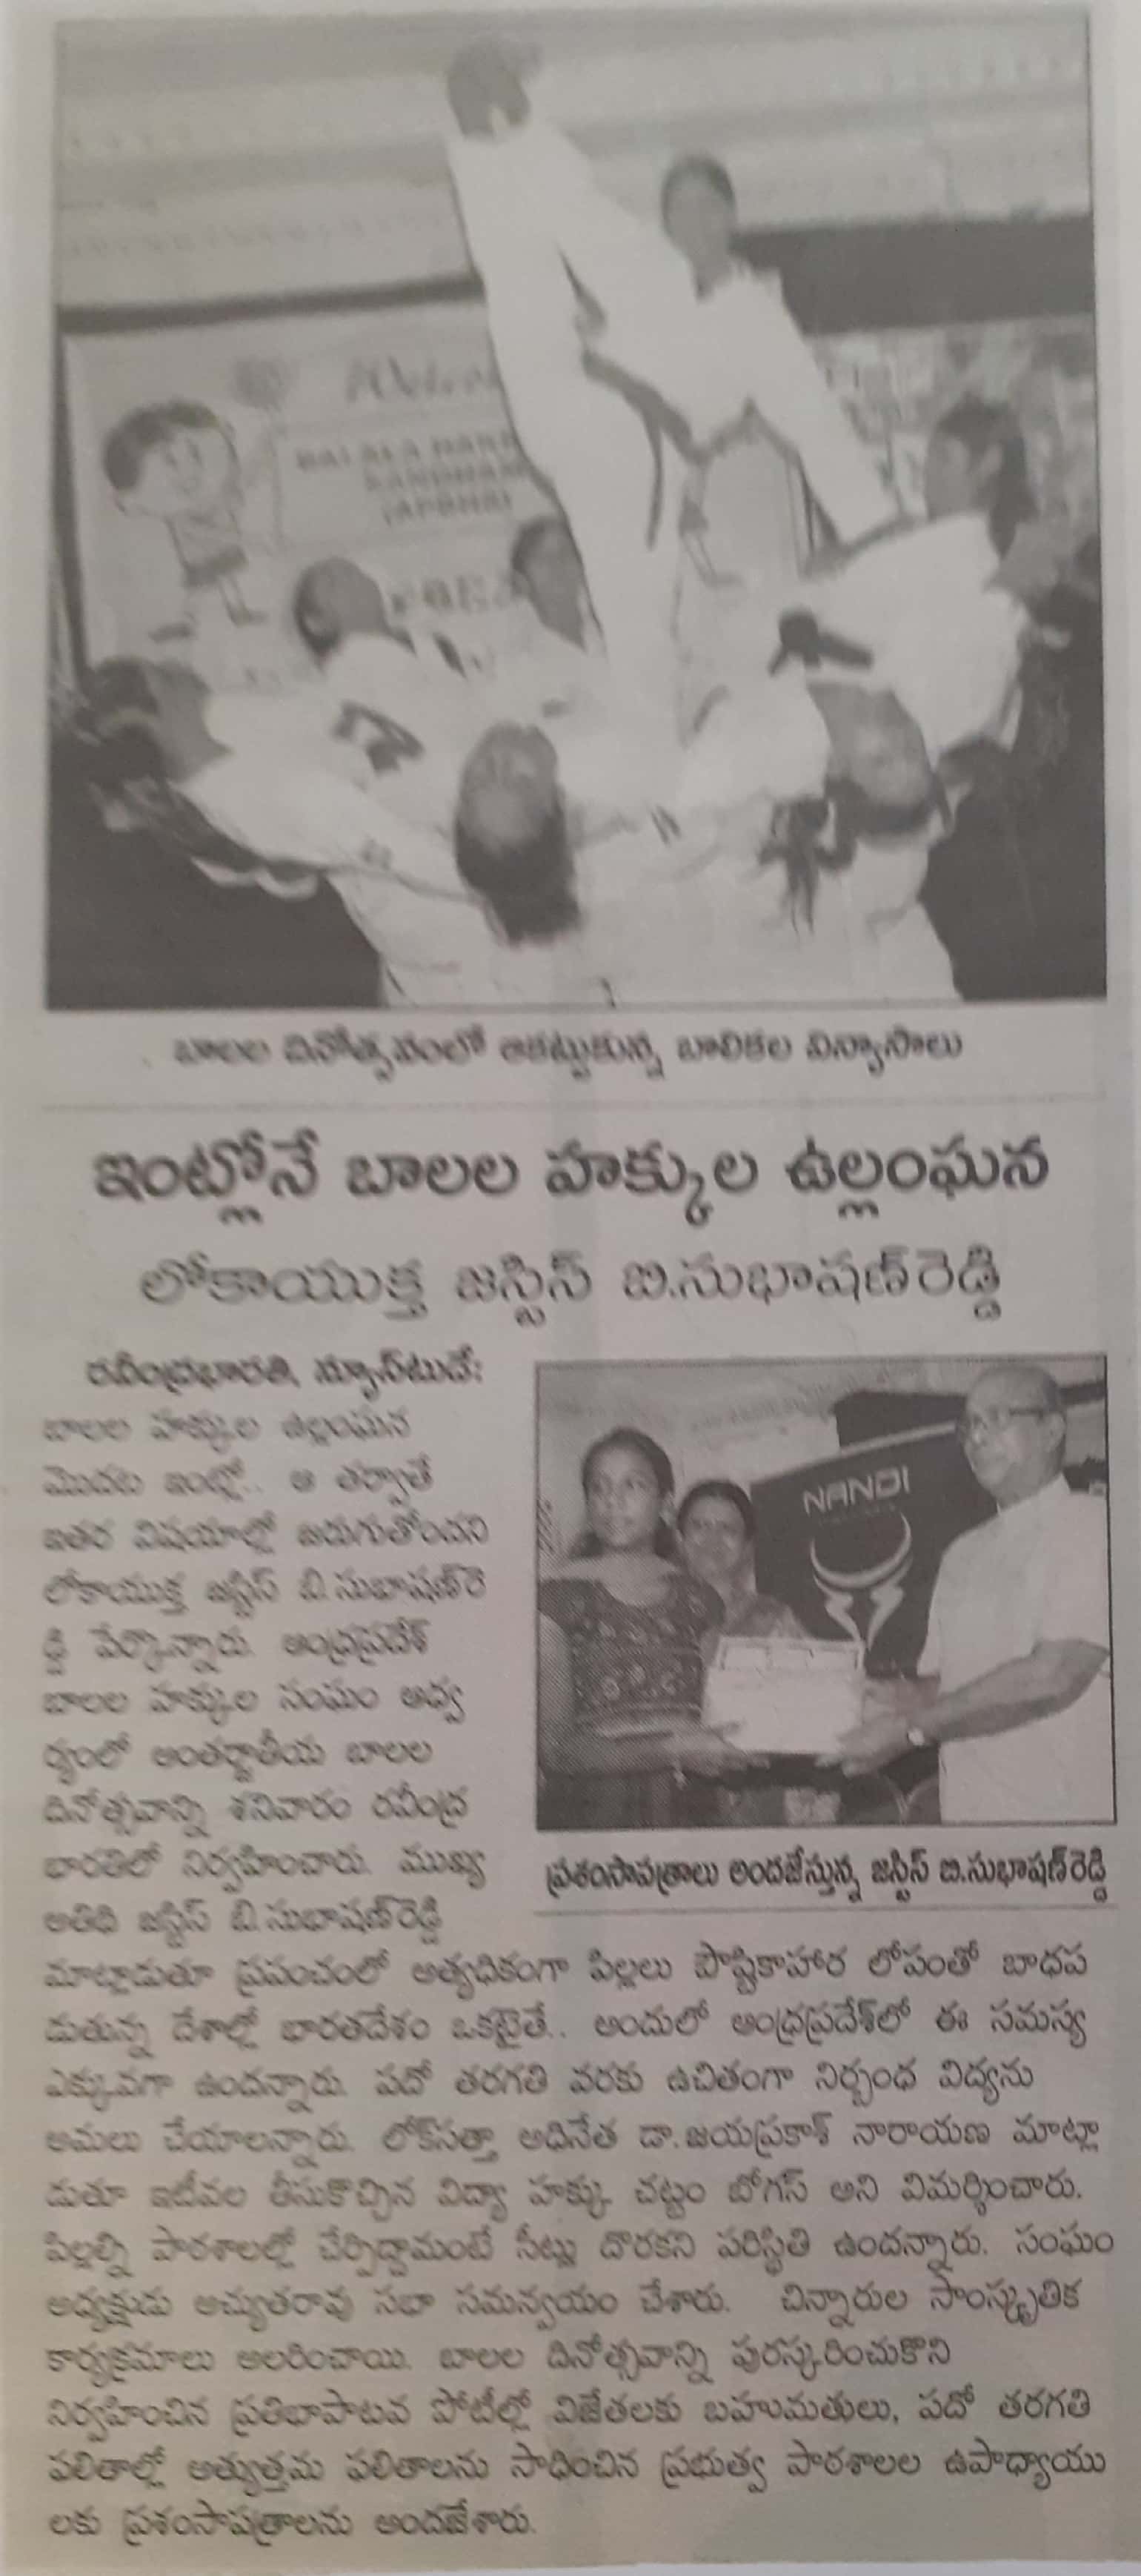 బాలల దినోత్సవంలో ఆకట్టుకున్న బాలికల విన్యాసాలు
ఇంట్లోనే బాలల హక్కుల ఉల్లంఘన
లోకాయుక్త జస్టిస్ బి.సుభాషణ్‌రెడ్డి
రవీంద్రభారతి, న్యూస్‌టుడే:
బాలల హక్కుల ఉల్లంఘన
మొదట ఇంట్లో.. ఆ తర్వాతే
ఇతర విషయాల్లో జరుగుతోందని
లోకాయుక్త జస్టిస్ బి.సుభాషణ్‌రె
డ్డి పేర్కొన్నారు. ఆంధ్రప్రదేశ్
బాలల హక్కుల సంఘం ఆధ్వ
ర్యంలో అంతర్జాతీయ బాలల
దినోత్సవాన్ని శనివారం రవీంద్ర
భారతిలో నిర్వహించారు. ముఖ్య
అతిథి జస్టిస్ బి.సుభాషణ్‌రెడ్డి
NANDI
ప్రశంసాపత్రాలు అందజేస్తున్న జస్టిస్ బి.సుభాషణ్‌రెడ్డి
మాట్లాడుతూ ప్రపంచంలో అత్యధికంగా పిల్లలు పౌష్టికాహార లోపంతో బాధప
డుతున్న దేశాల్లో భారతదేశం ఒకటైతే.. అందులో ఆంధ్రప్రదేశ్‌లో ఈ సమస్య
ఎక్కువగా ఉందన్నారు. పదో తరగతి వరకు ఉచితంగా నిర్బంధ విద్యను
అమలు చేయాలన్నారు. లోక్‌సత్తా అధినేత డా.జయప్రకాశ్ నారాయణ మాట్లా
డుతూ ఇటీవల తీసుకొచ్చిన విద్యా హక్కు చట్టం బోగస్ అని విమర్శించారు.
పిల్లల్ని పాఠశాలల్లో చేర్పిద్దామంటే సీట్లు దొరకని పరిస్థితి ఉందన్నారు. సంఘం
అధ్యక్షుడు అచ్యుతరావు సభా సమన్వయం చేశారు. చిన్నారుల సాంస్కృతిక
కార్యక్రమాలు అలరించాయి. బాలల దినోత్సవాన్ని పురస్కరించుకొని
నిర్వహించిన ప్రతిభాపాటవ పోటీల్లో విజేతలకు బహుమతులు, పదో తరగతి
ఫలితాల్లో అత్యుత్తమ ఫలితాలను సాధించిన ప్రభుత్వ పాఠశాలల ఉపాధ్యాయు
లకు ప్రశంసాపత్రాలను అందజేశారు.